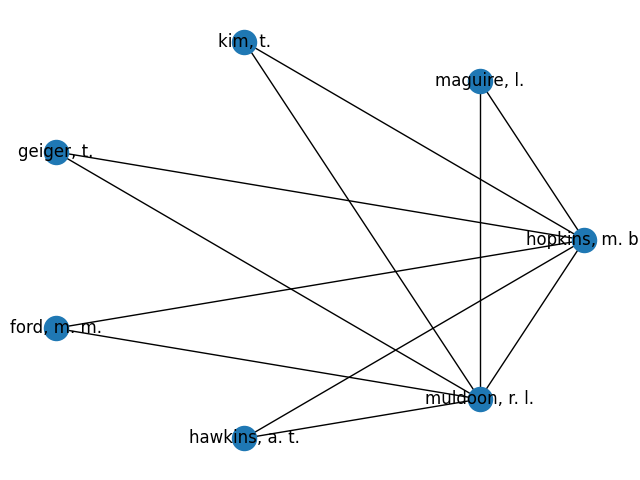 kim, t.
maguire, l.
geiger, t.
hopkins, m. b
ford, m. m.
muldoon, r. l.
hawkins, a. t.